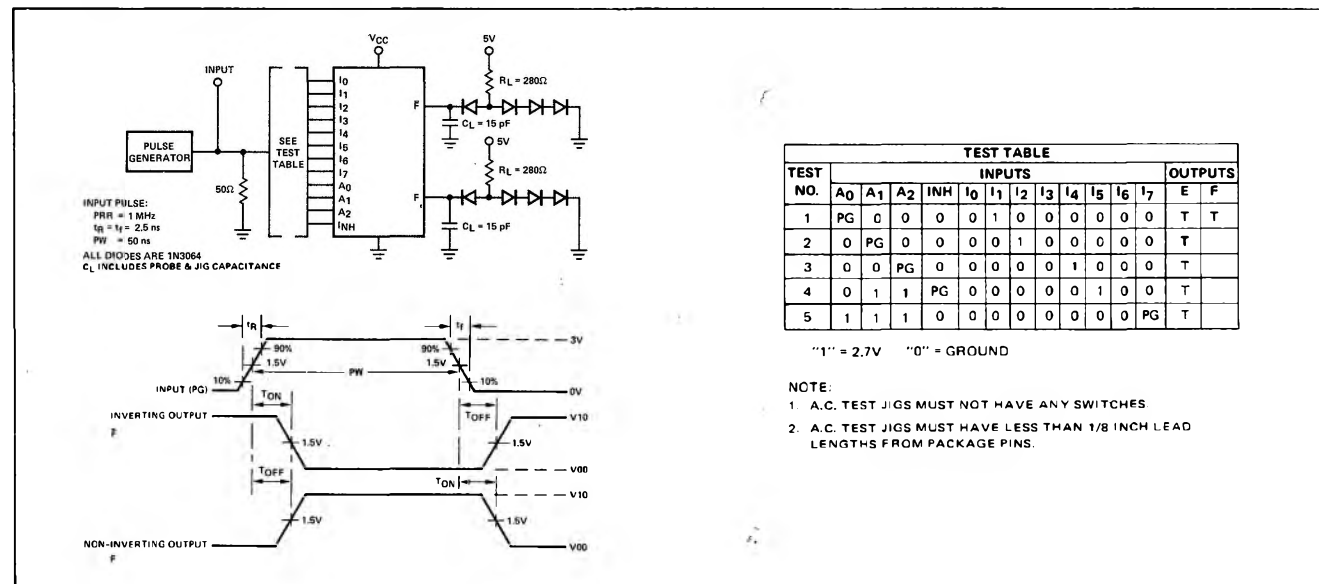 VCC
5V
INPUT
RL = 280Ω
I0
I1
I2
I3
I4
I5
I6
I7
A0
A1
A2
INH
F̄
CL = 15 pF
5V
RL = 280Ω
F
CL = 15 pF
PULSE
GENERATOR
SEE
TEST
TABLE
50Ω
INPUT PULSE:
PRR = 1 MHz
tR = tf = 2.5 ns
PW = 50 ns
ALL DIODES ARE 1N3064
CL INCLUDES PROBE & JIG CAPACITANCE
tR
tf
3V
90%
90%
1.5V
PW
1.5V
10%
10%
INPUT (PG)
0V
TON
TOFF
INVERTING OUTPUT
F̄
V10
1.5V
1.5V
V00
TOFF
TON
V10
1.5V
1.5V
NON-INVERTING OUTPUT
F
V00
TEST TABLE
TEST NO. INPUTS OUTPUTS
A0 A1 A2 INH I0 I1 I2 I3 I4 I5 I6 I7 E F
1 PG 0 0 0 0 1 0 0 0 0 0 0 T T
2 0 PG 0 0 0 0 1 0 0 0 0 0 T
3 0 0 PG 0 0 0 0 0 1 0 0 0 T
4 0 1 1 PG 0 0 0 0 0 1 0 0 T
5 1 1 1 0 0 0 0 0 0 0 0 PG T
"1" = 2.7V "0" = GROUND
NOTE:
1. A.C. TEST JIGS MUST NOT HAVE ANY SWITCHES.
2. A.C. TEST JIGS MUST HAVE LESS THAN 1/8 INCH LEAD
LENGTHS FROM PACKAGE PINS.